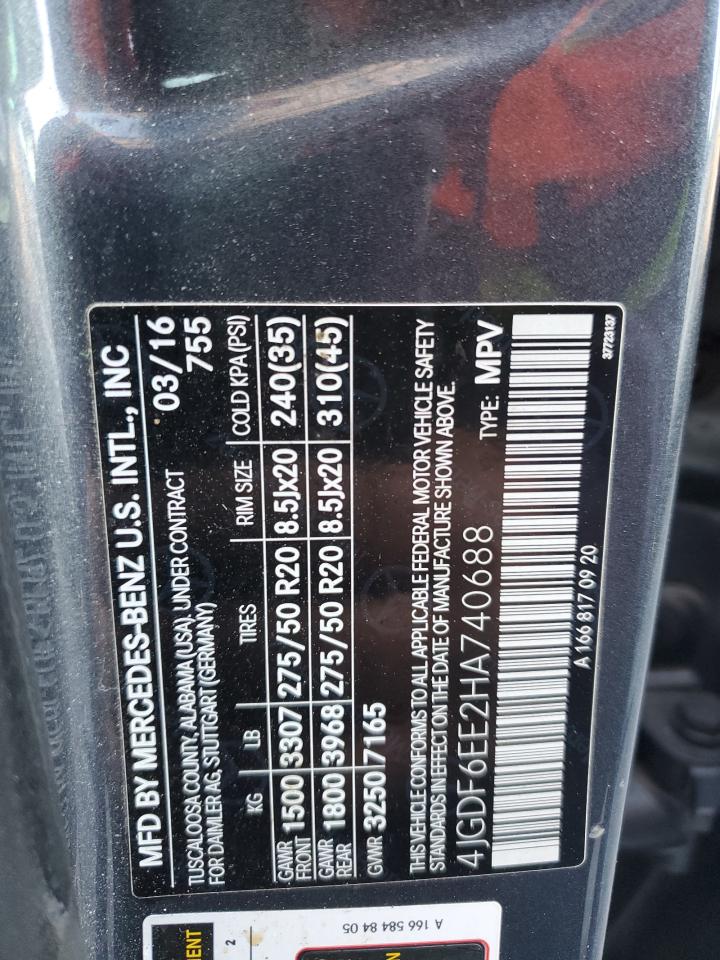 MFD BY MERCEDES-BENZ U.S. INTL., INC
TUSCALOOSA COUNTY, ALABAMA (USA), UNDER CONTRACT 03/16
FOR DAIMLER AG, STUTTGART (GERMANY) 755
KG LB TIRES RIM SIZE COLD KPA (PSI)
GAWR FRONT 1500 3307 275/50 R20 8.5Jx20 240(35)
GAWR REAR 1800 3968 275/50 R20 8.5Jx20 310(45)
GVWR 3250 7165
THIS VEHICLE CONFORMS TO ALL APPLICABLE FEDERAL MOTOR VEHICLE SAFETY
STANDARDS IN EFFECT ON THE DATE OF MANUFACTURE SHOWN ABOVE.
4JGDF6EE2HA740688 TYPE: MPV
A 166 817 09 20 37723137
A 166 584 84 05
2